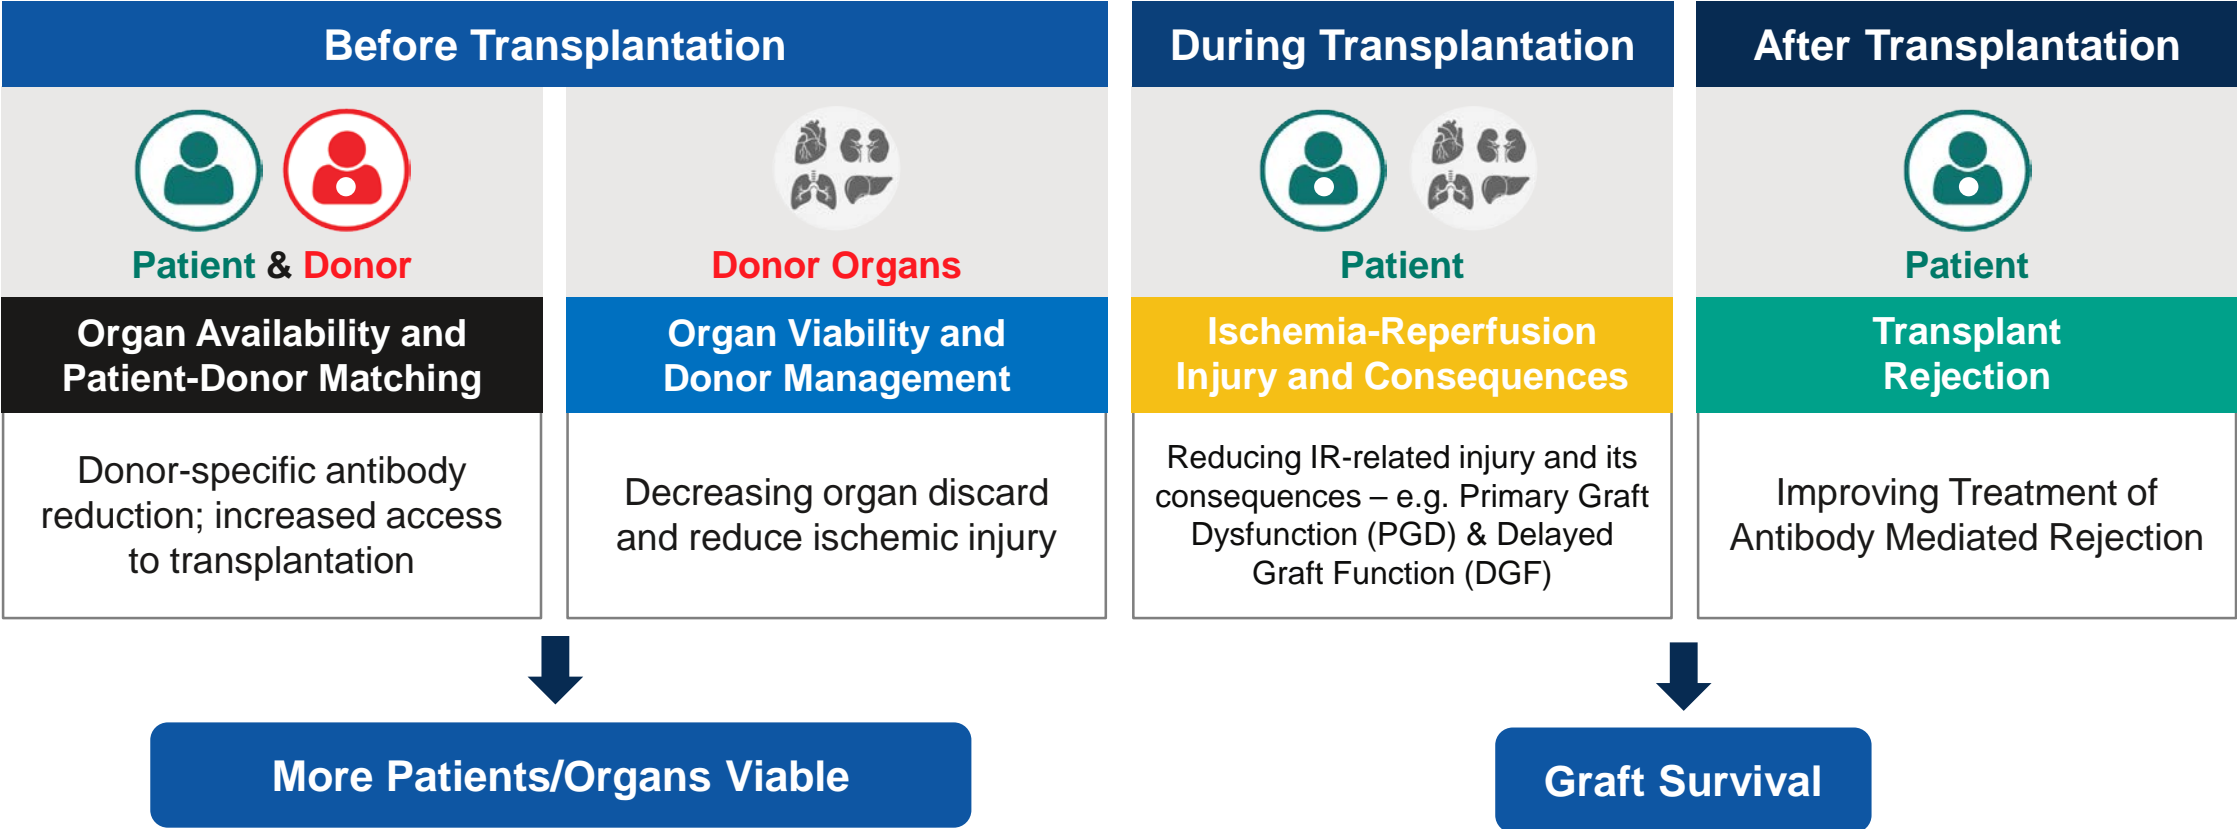 Before Transplantation
Patient & Donor
Organ Availability and
Patient-Donor Matching
Donor-specific antibody
reduction; increased access
to transplantation
Donor Organs
Organ Viability and
Donor Management
Decreasing organ discard
and reduce ischemic injury
More Patients/Organs Viable
During Transplantation
Patient
Ischemia-Reperfusion
Injury and Consequences
Reducing IR-related injury and its
consequences – e.g. Primary Graft
Dysfunction (PGD) & Delayed
Graft Function (DGF)
After Transplantation
Patient
Transplant
Rejection
Improving Treatment of
Antibody Mediated Rejection
Graft Survival